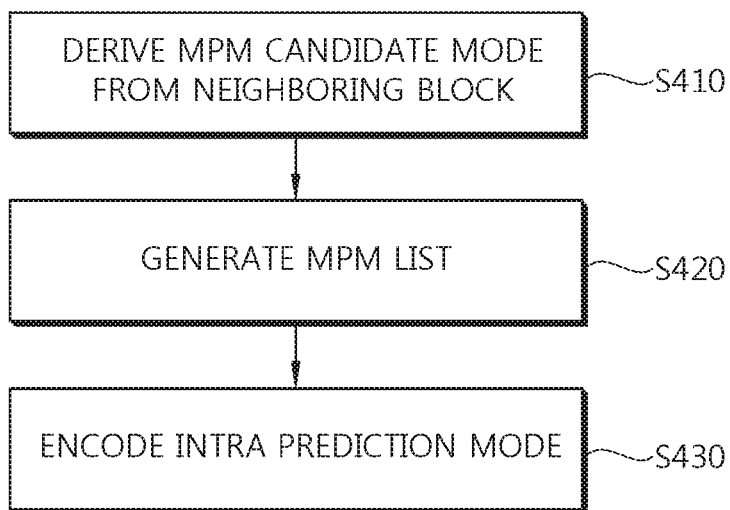 DERIVE MPM CANDIDATE MODE
FROM NEIGHBORING BLOCK
S410
GENERATE MPM LIST
S420
ENCODE INTRA PREDICTION MODE
S430